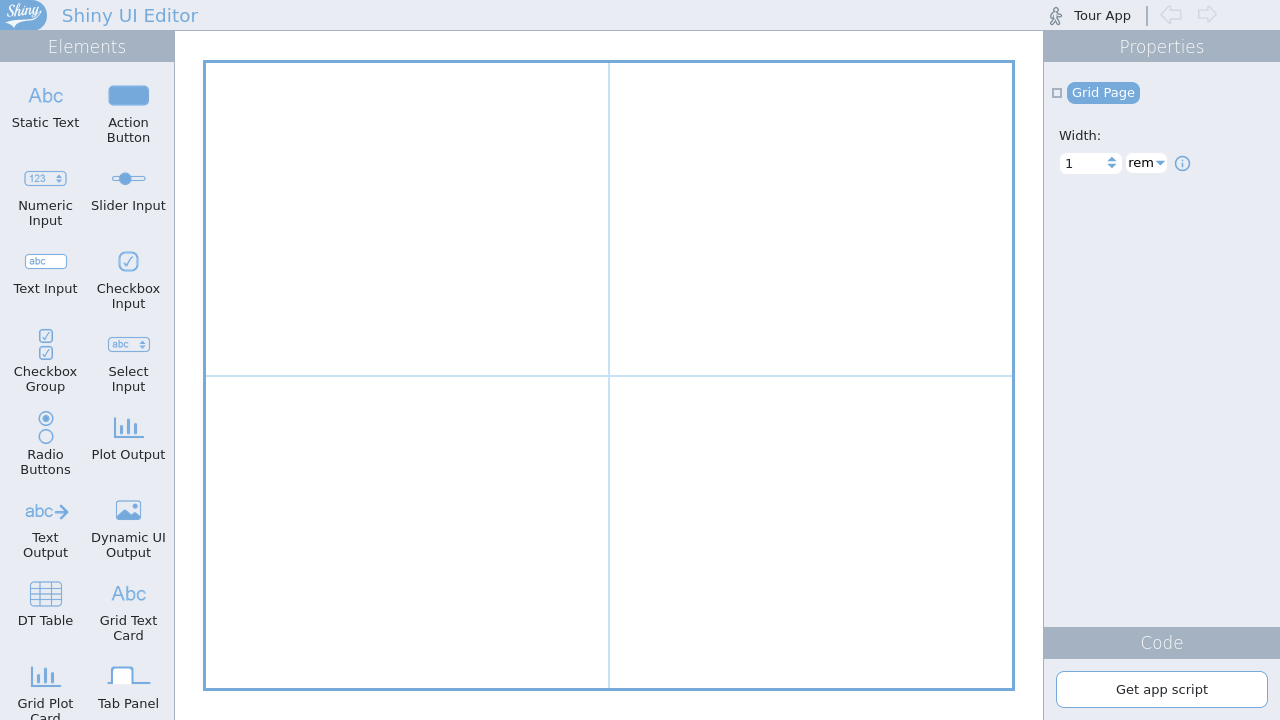 Shiny
Shiny UI Editor
Tour App
Elements
Properties
Abc
Static Text
Action
Button
123
Numeric
Input
Slider Input
abc
Text Input
Checkbox
Input
Checkbox
Group
abc
Select
Input
Radio
Buttons
Plot Output
abc
Text
Output
Dynamic UI
Output
DT Table
Abc
Grid Text
Card
Grid Plot
Card
Tab Panel
Grid Page
Width:
1
rem
Code
Get app script